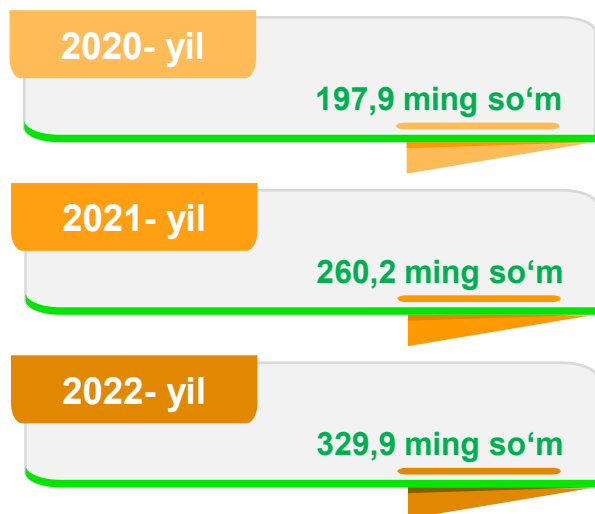 2020- yil
197,9 ming so‘m
2021- yil
260,2 ming so‘m
2022- yil
329,9 ming so‘m